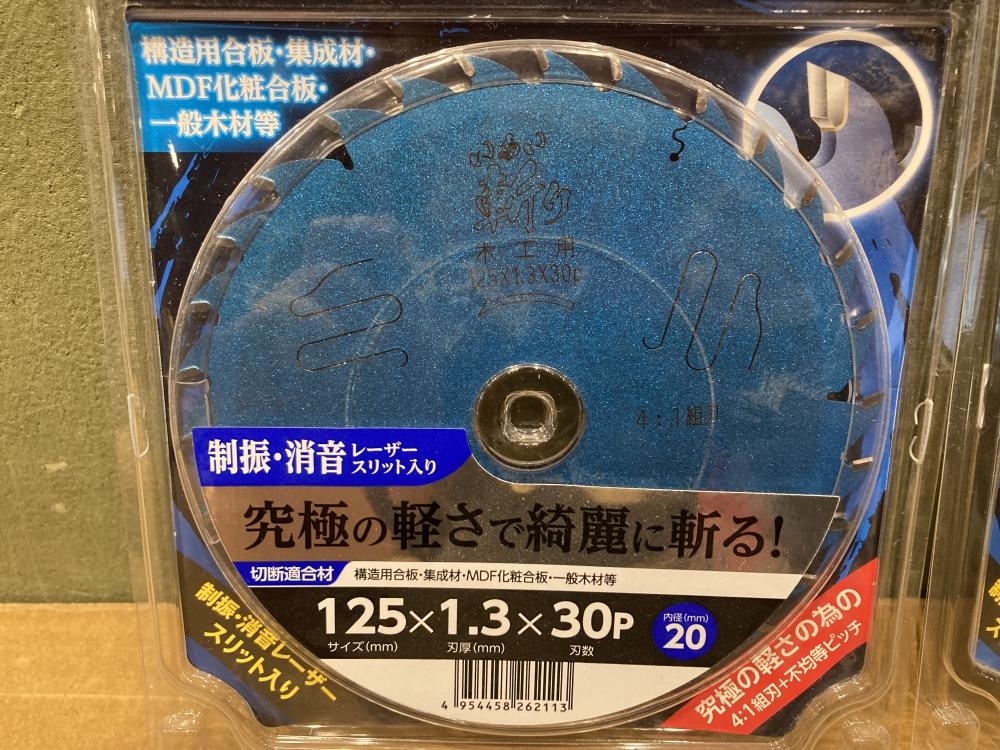 構造用合板・集成材・
MDF化粧合板・
一般木材等
木工用
125X1.3X30p
4：1組刃
制振・消音レーザー
スリット入り
究極の軽さで綺麗に斬る!
切断適合材 構造用合板・集成材・MDF化粧合板・一般木材等
125×1.3×30P
サイズ(mm) 刃厚(mm) 刃数
内径(mm)
20
制振・消音レーザー
スリット入り
究極の軽さの為の
4:1組刃+不均等ピッチ
4 954458 262113